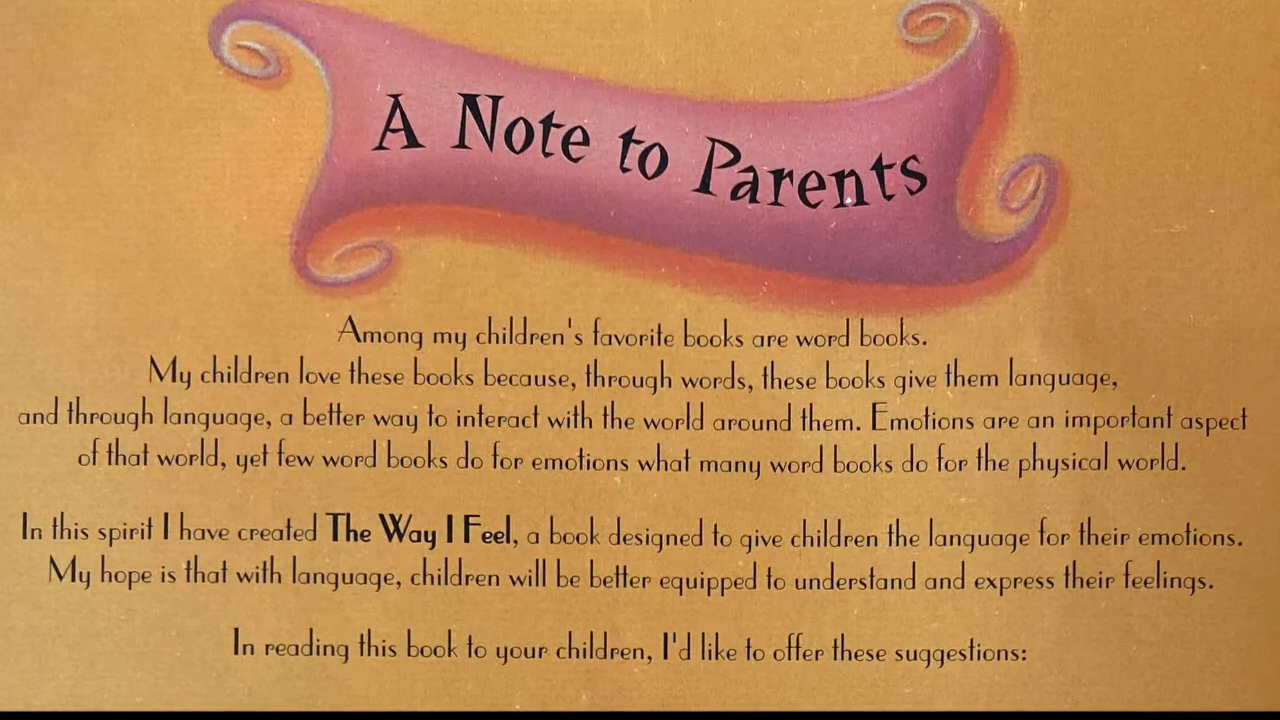 A Note to Parents
Among my children's favorite books are word books.
My children love these books because, through words, these books give them language,
and through language, a better way to interact with the world around them. Emotions are an important aspect
of that world, yet few word books do for emotions what many word books do for the physical world.
In this spirit I have created The Way I Feel, a book designed to give children the language for their emotions.
My hope is that with language, children will be better equipped to understand and express their feelings.
In reading this book to your children, I'd like to offer these suggestions: